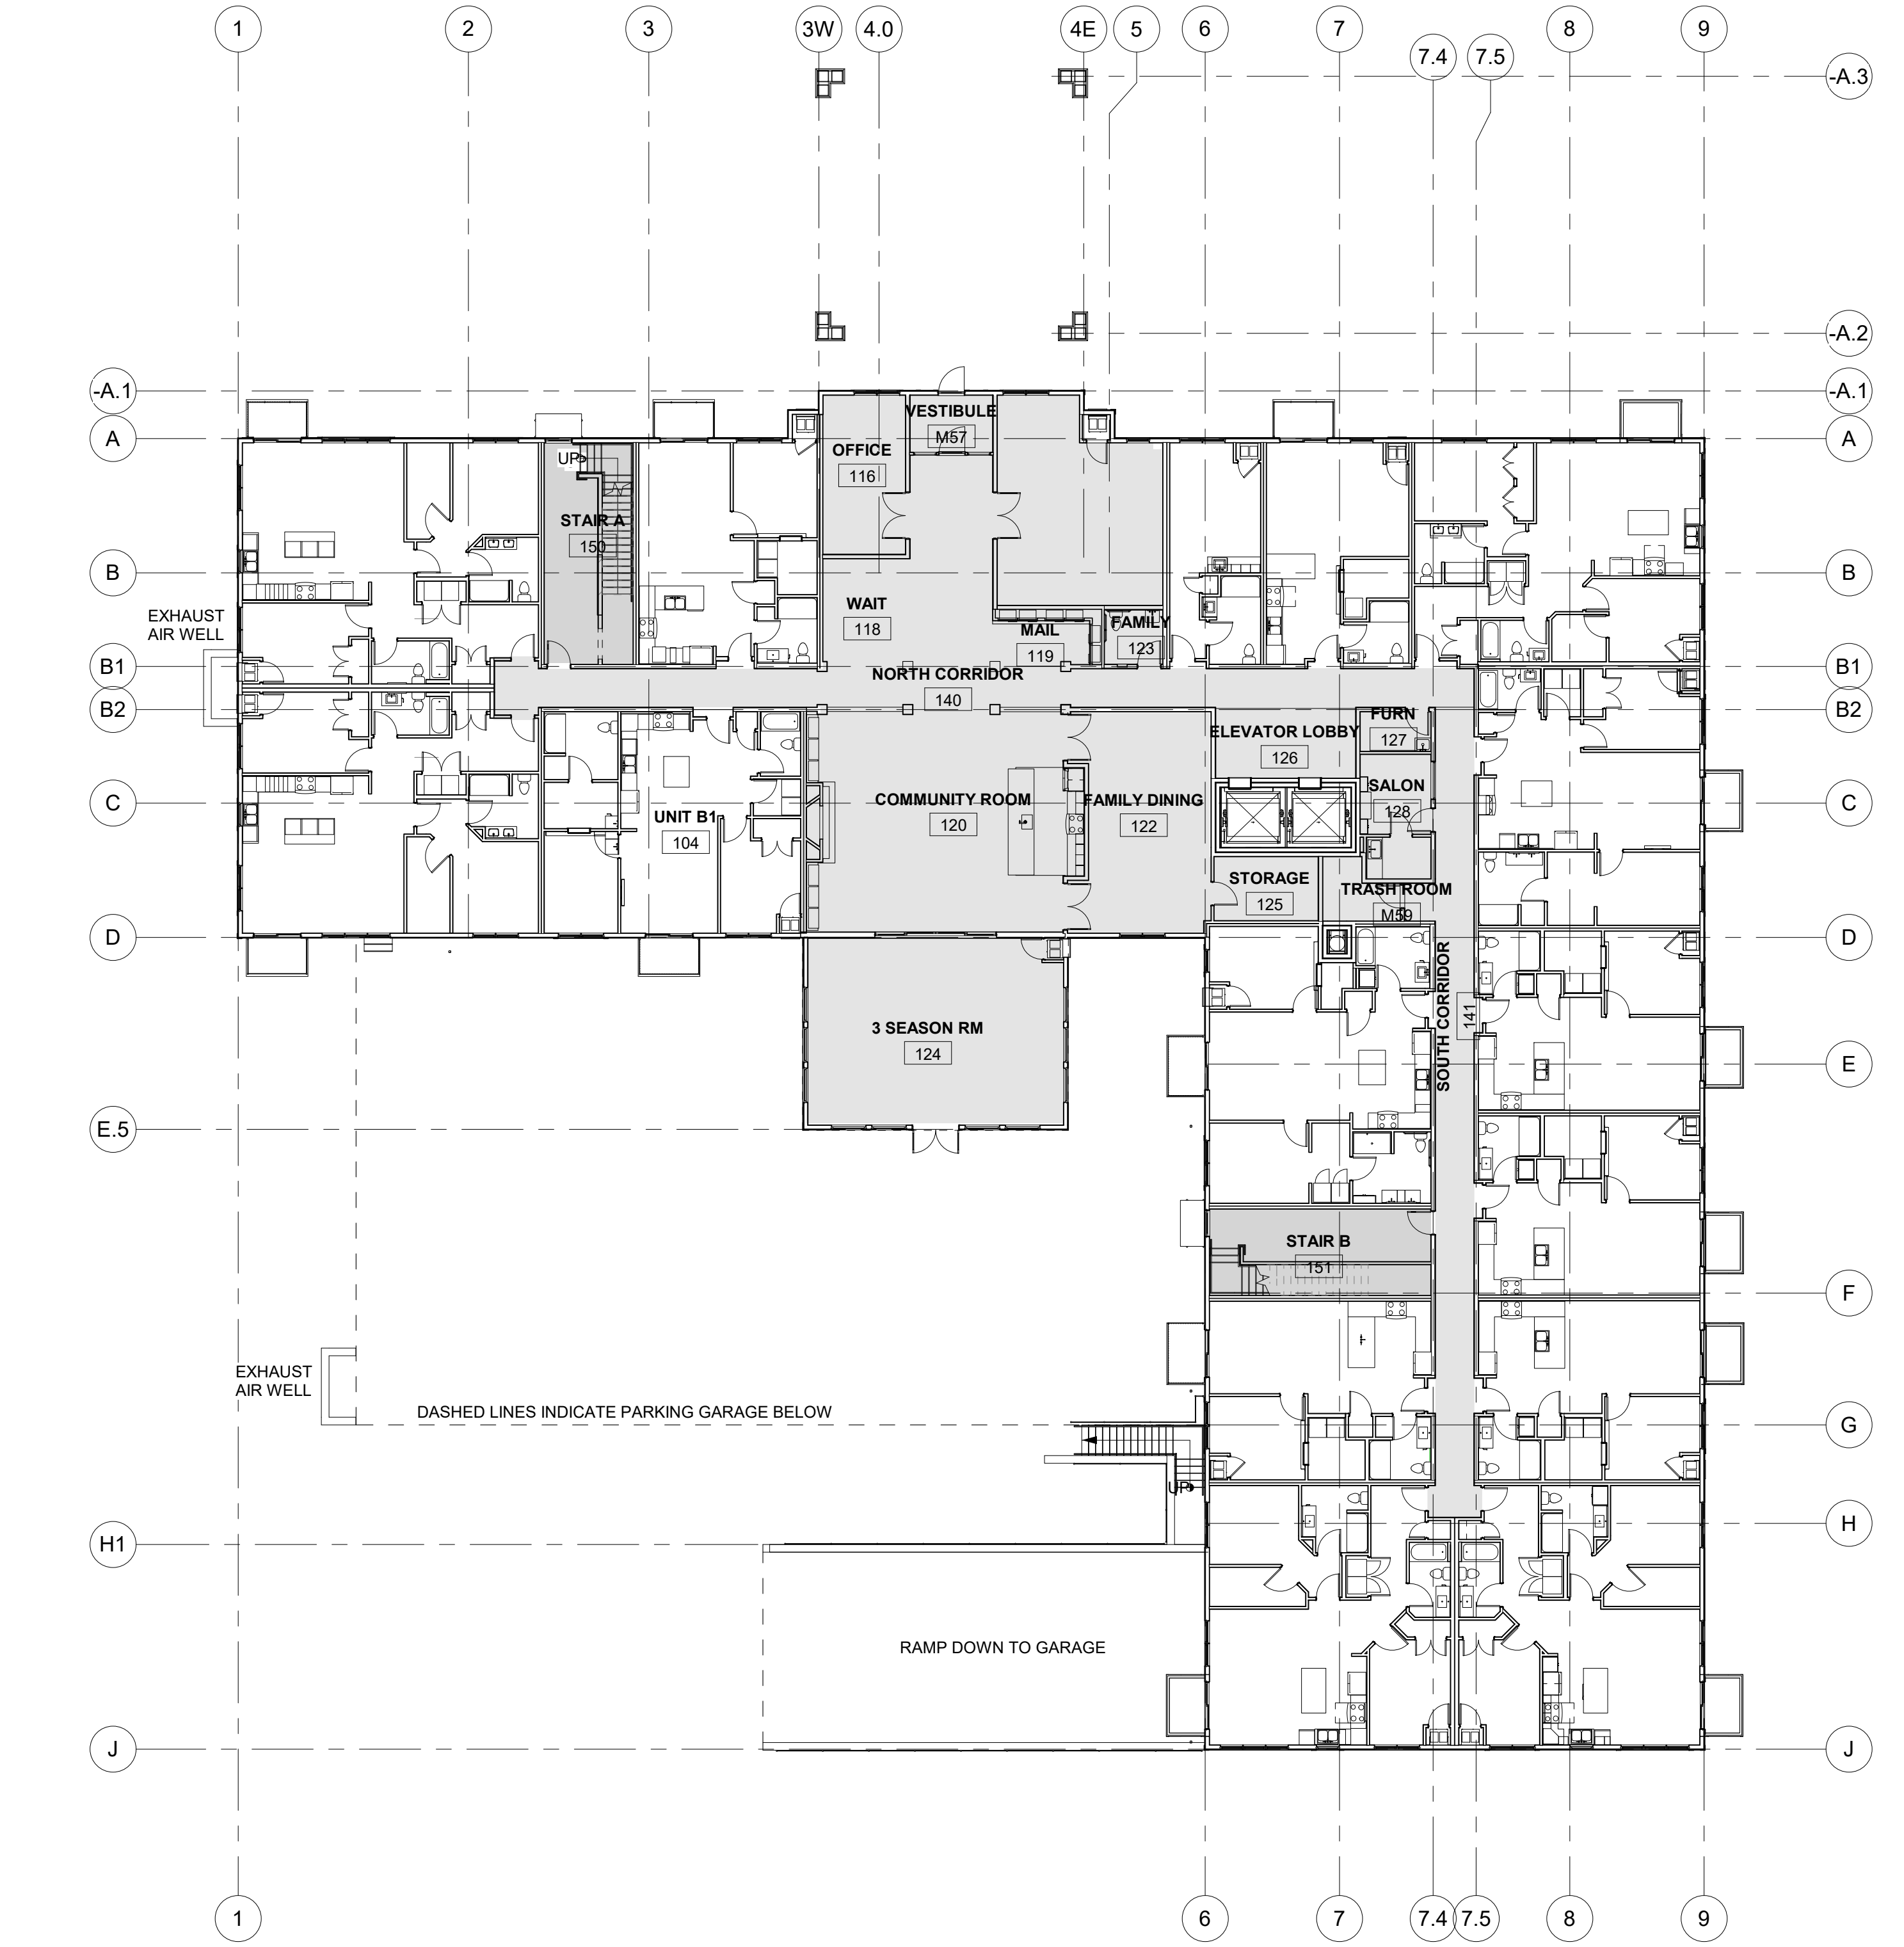 1
2
3
3W
4.0
4E
5
6
7
7.4
7.5
8
9
-A.3
-A.2
-A.1
-A.1
A
A
VESTIBULE
M57
OFFICE
116
UP
STAIR A
150
B
B
EXHAUST
AIR WELL
WAIT
118
MAIL
119
FAMILY
123
B1
B1
NORTH CORRIDOR
140
B2
B2
FURN
127
ELEVATOR LOBBY
126
SALON
128
C
C
COMMUNITY ROOM
120
FAMILY DINING
122
UNIT B1
104
STORAGE
125
TRASH ROOM
M59
D
D
SOUTH CORRIDOR
141
3 SEASON RM
124
E
E.5
STAIR B
151
F
EXHAUST
AIR WELL
DASHED LINES INDICATE PARKING GARAGE BELOW
G
UP
H
H1
RAMP DOWN TO GARAGE
J
J
1
6
7
7.4
7.5
8
9